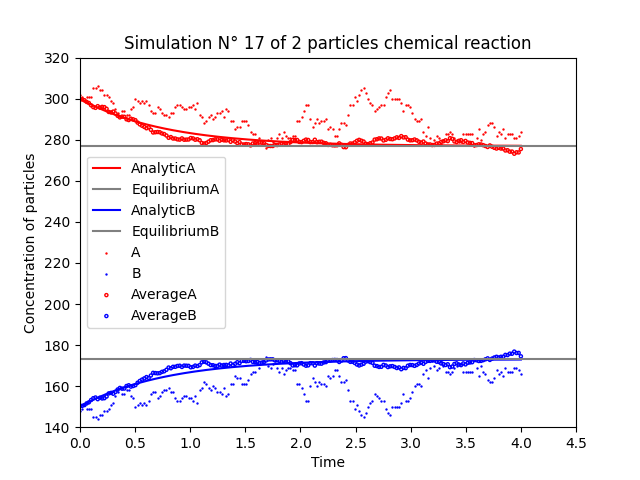 Simulation N° 17 of 2 particles chemical reaction
320
300
280
260
240
220
200
180
160
140
Concentration of particles
AnalyticA
EquilibriumA
AnalyticB
EquilibriumB
A
B
AverageA
AverageB
0.0 0.5 1.0 1.5 2.0 2.5 3.0 3.5 4.0 4.5
Time